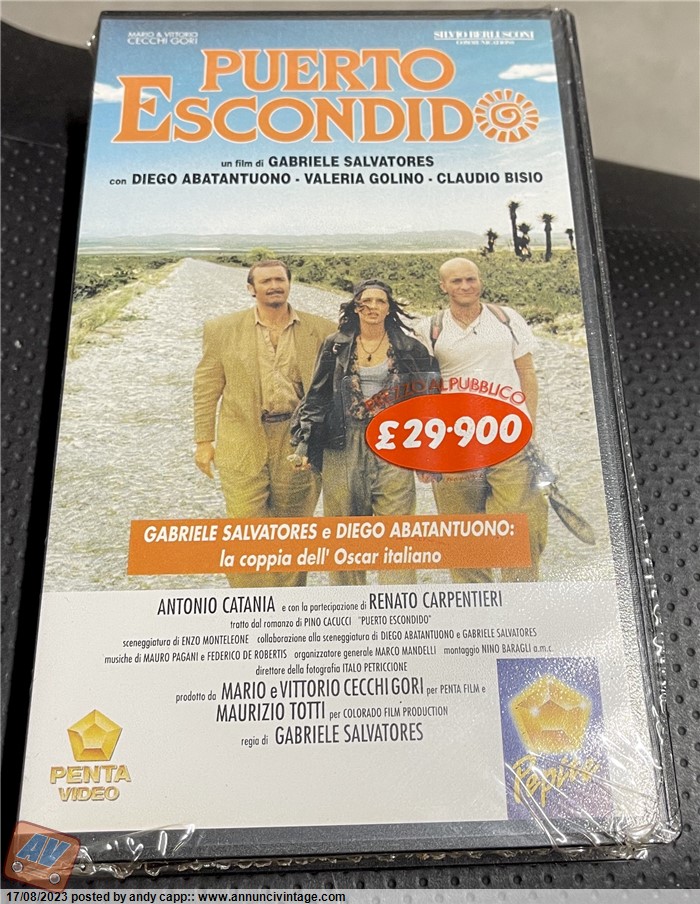 MARIO & VITTORIO
CECCHI GORI
SILVIO BERLUSCONI
COMMUNICATIONS
PUERTO
ESCONDIDO
un film di GABRIELE SALVATORES
con DIEGO ABATANTUONO - VALERIA GOLINO - CLAUDIO BISIO
PREZZO AL PUBBLICO
£ 29.900
GABRIELE SALVATORES e DIEGO ABATANTUONO:
la coppia dell' Oscar italiano
ANTONIO CATANIA e con la partecipazione di RENATO CARPENTIERI
tratto dal romanzo di PINO CACUCCI "PUERTO ESCONDIDO"
sceneggiatura di ENZO MONTELEONE collaborazione alla sceneggiatura di DIEGO ABATANTUONO e GABRIELE SALVATORES
musiche di MAURO PAGANI e FEDERICO DE ROBERTIS organizzatore generale MARCO MANDELLI montaggio NINO BARAGLI a.m.c.
direttore della fotografia ITALO PETRICCIONE
prodotto da MARIO e VITTORIO CECCHI GORI per PENTA FILM e
MAURIZIO TOTTI per COLORADO FILM PRODUCTION
regia di GABRIELE SALVATORES
PENTA
VIDEO
AV
17/08/2023 posted by andy capp:: www.annuncivintage.com